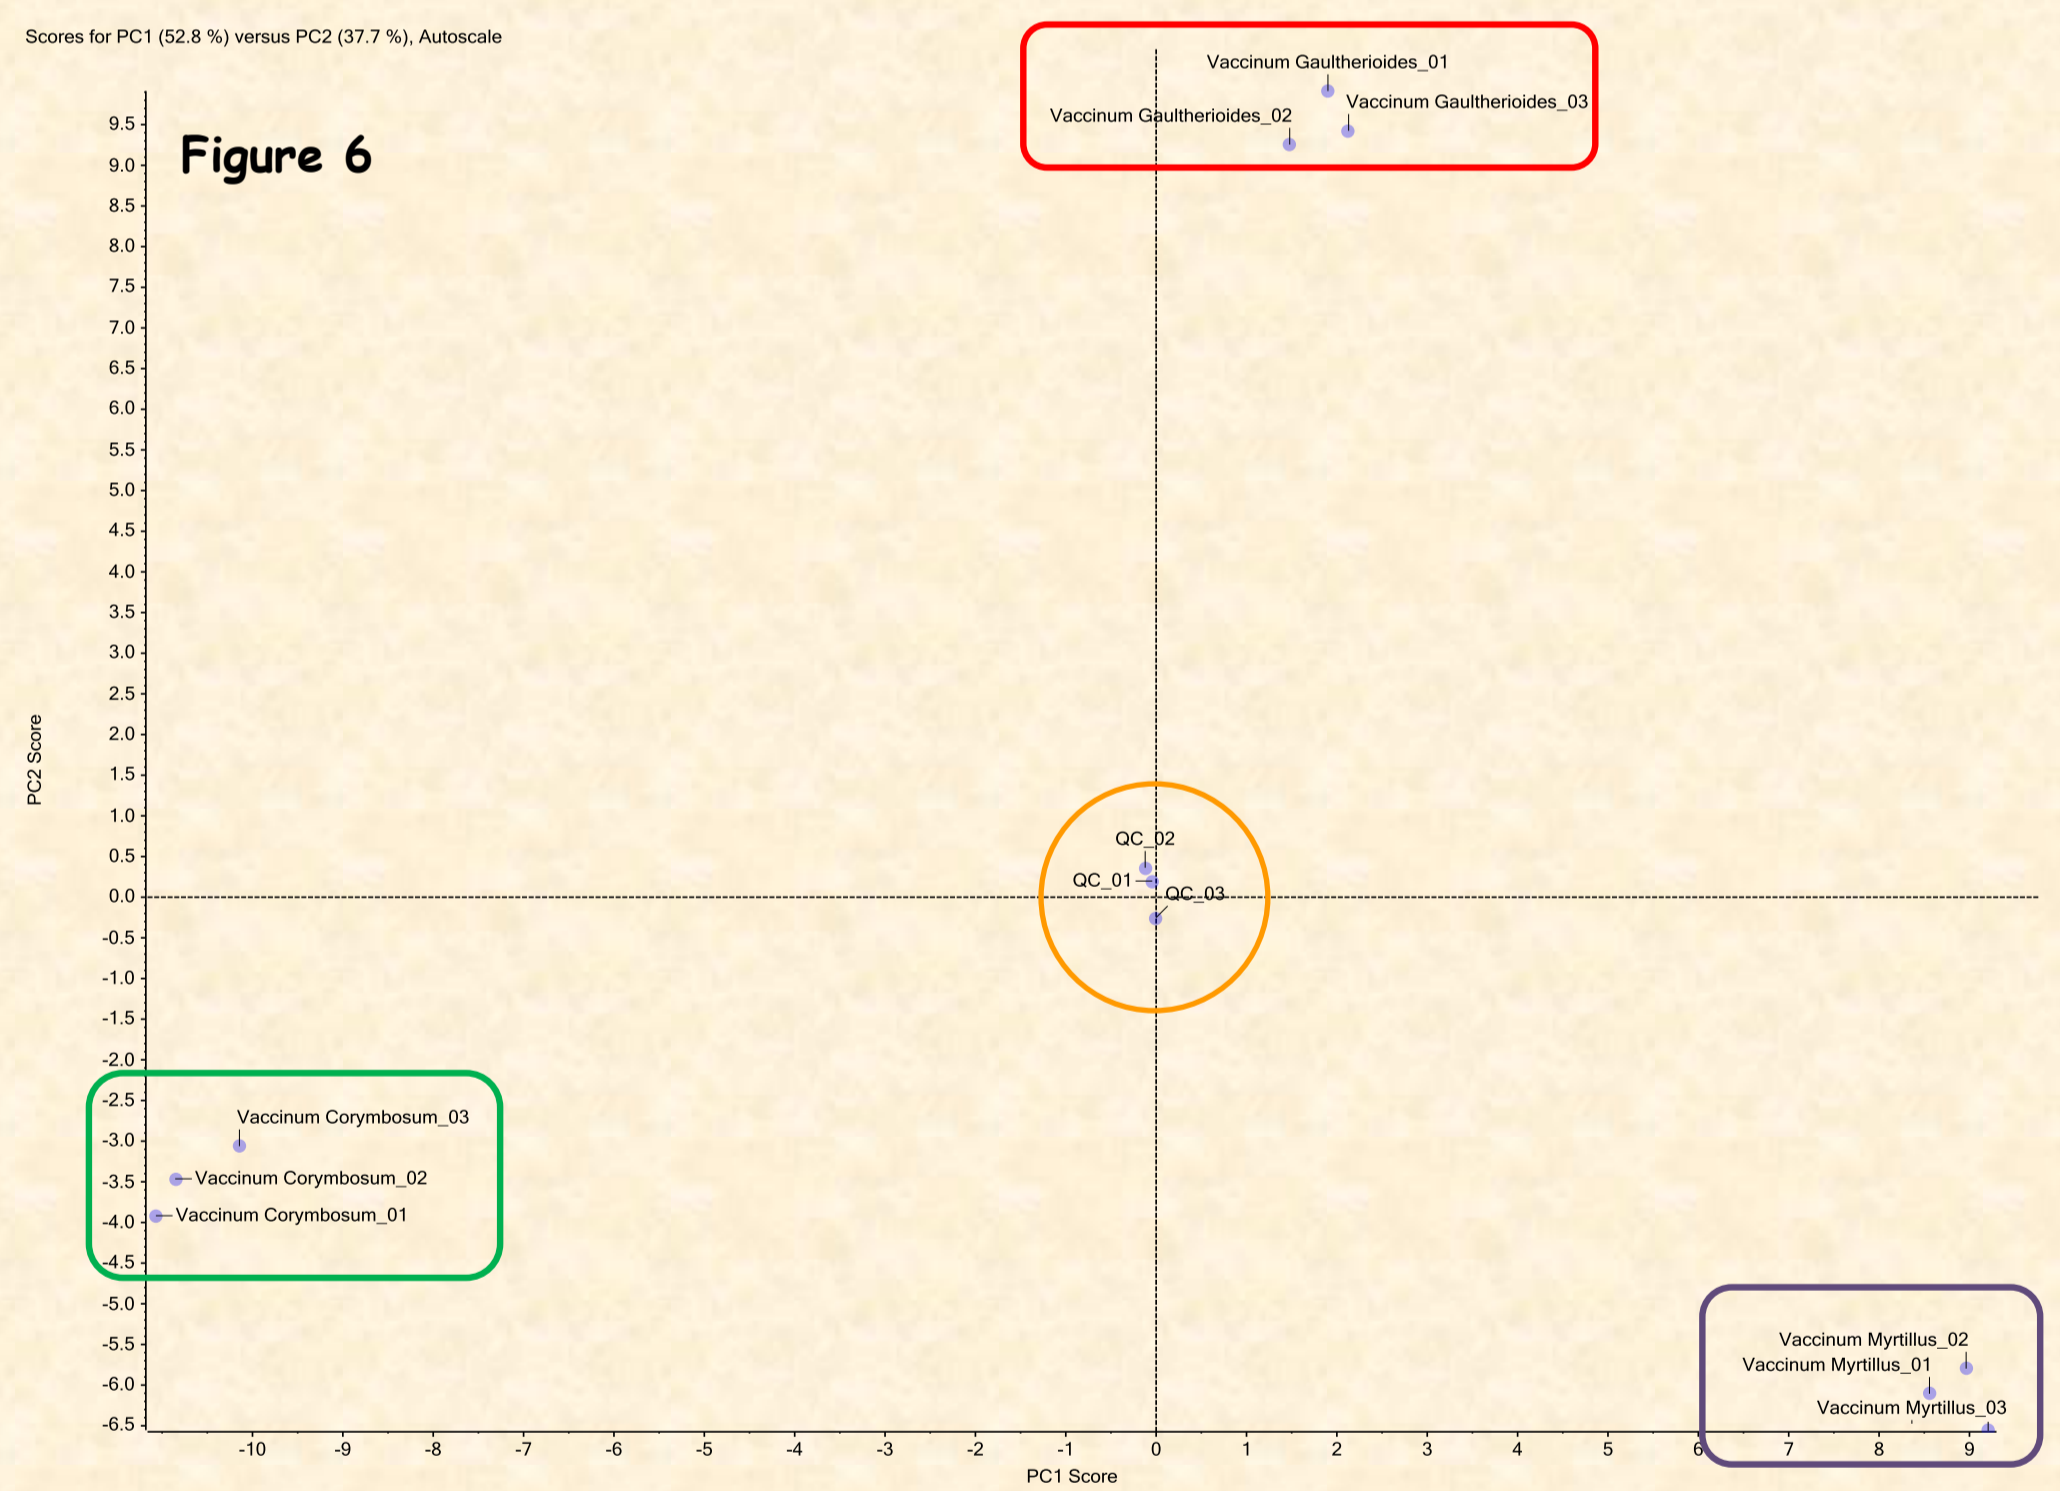 Scores for PC1 (52.8 %) versus PC2 (37.7 %), Autoscale
Figure 6
Vaccinum Gaultherioides_01
Vaccinum Gaultherioides_03
Vaccinum Gaultherioides_02
9.5
9.0
8.5
8.0
7.5
7.0
6.5
6.0
5.5
5.0
4.5
4.0
3.5
3.0
2.5
2.0
1.5
1.0
0.5
0.0
-0.5
-1.0
-1.5
-2.0
-2.5
-3.0
-3.5
-4.0
-4.5
-5.0
-5.5
-6.0
-6.5
PC2 Score
QC_02
QC_01
QC_03
Vaccinum Corymbosum_03
Vaccinum Corymbosum_02
Vaccinum Corymbosum_01
Vaccinum Myrtillus_02
Vaccinum Myrtillus_01
Vaccinum Myrtillus_03
-10 -9 -8 -7 -6 -5 -4 -3 -2 -1 0 1 2 3 4 5 6 7 8 9
PC1 Score